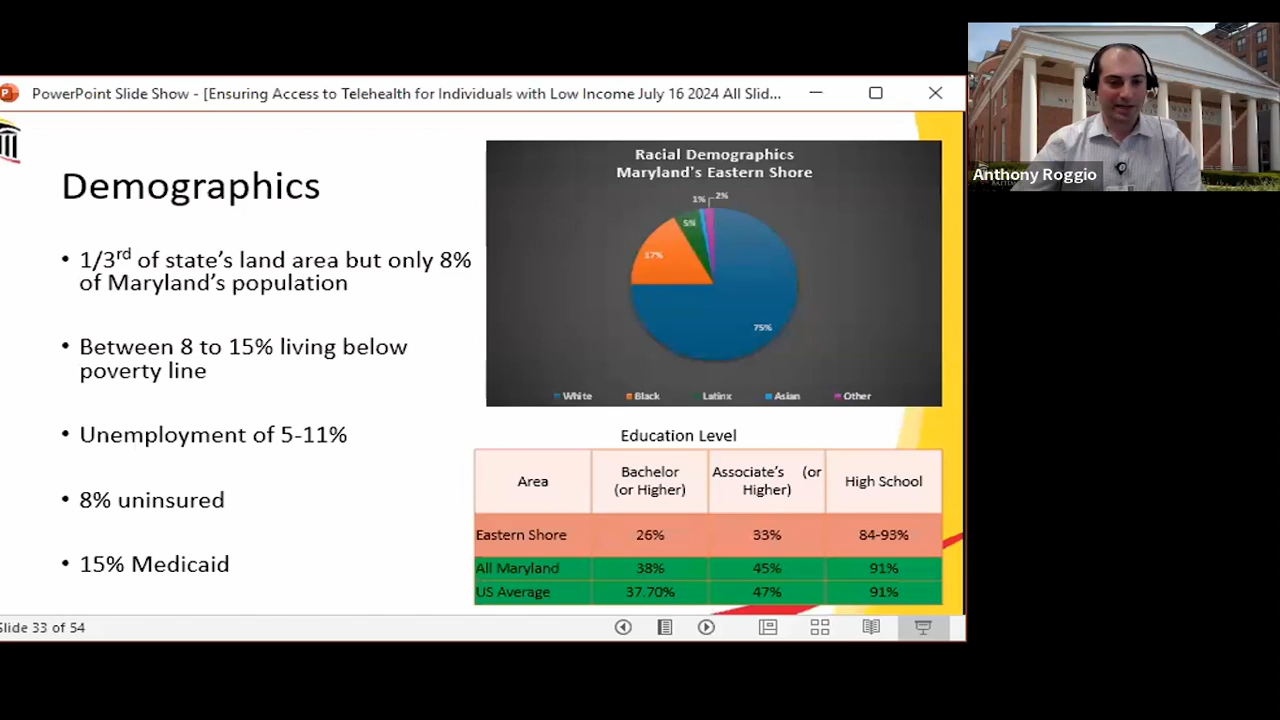 PowerPoint Slide Show - [Ensuring Access to Telehealth for Individuals with Low Income July 16 2024 All Slid...
Anthony Roggio
Demographics
• 1/3rd of state's land area but only 8%
of Maryland's population
• Between 8 to 15% living below
poverty line
• Unemployment of 5-11%
• 8% uninsured
• 15% Medicaid
Racial Demographics
Maryland's Eastern Shore
1% 2%
5%
17%
75%
White Black Latinx Asian Other
Education Level
Area Bachelor (or Higher) Associate's (or Higher) High School
Eastern Shore 26% 33% 84-93%
All Maryland 38% 45% 91%
US Average 37.70% 47% 91%
Slide 33 of 54